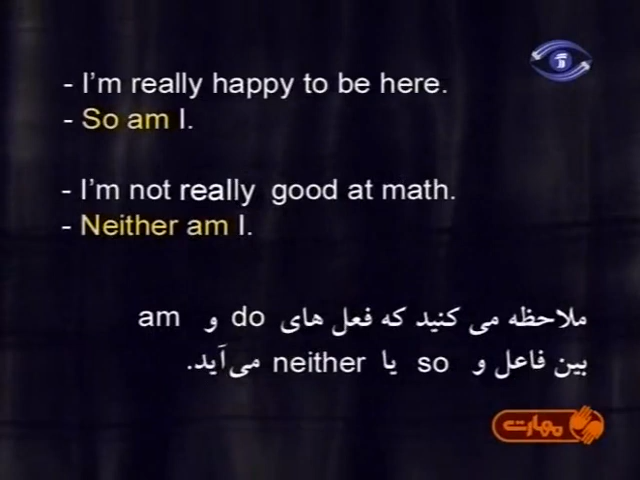 - I'm really happy to be here.
- So am I.
- I'm not really good at math.
- Neither am I.
ملاحظه می کنید که فعل های do و am
بین فاعل و so یا neither می‌آید.
مهارت